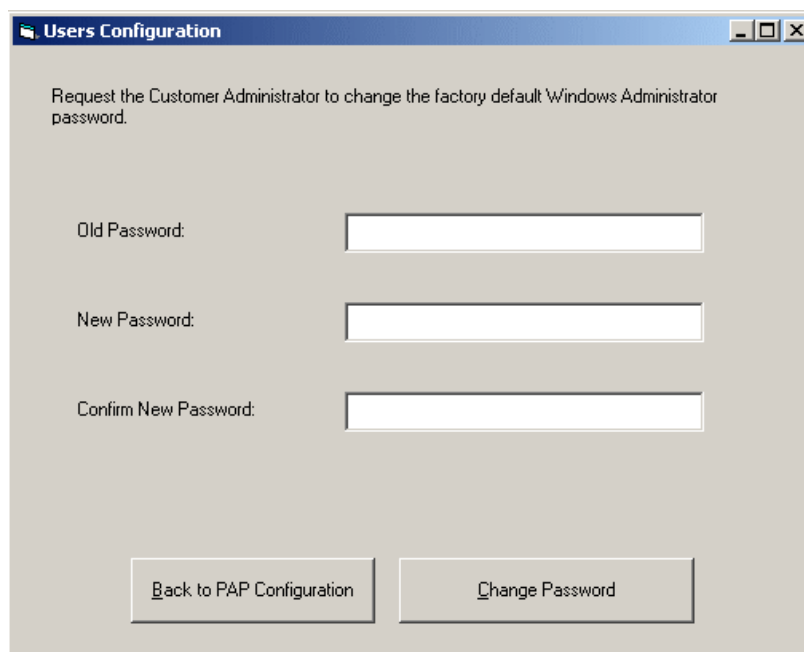 Users Configuration
Request the Customer Administrator to change the factory default Windows Administrator
password.
Old Password:
New Password:
Confirm New Password:
Back to PAP Configuration
Change Password